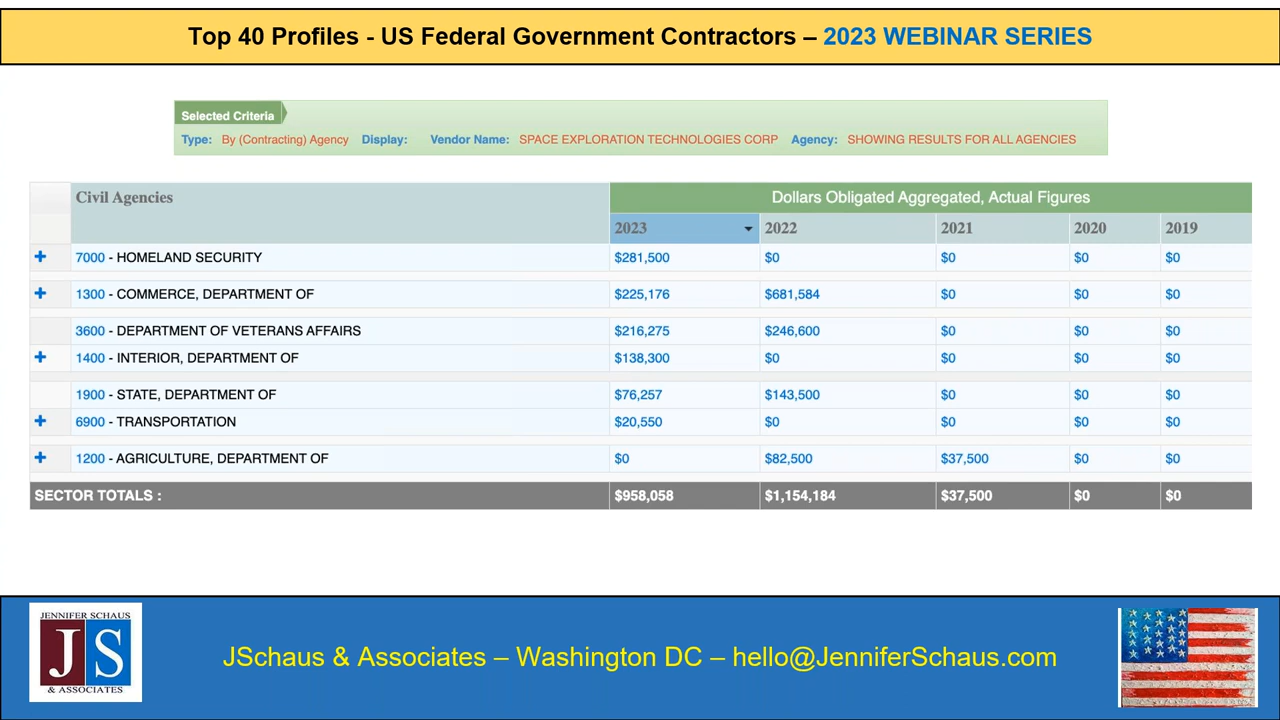 Top 40 Profiles - US Federal Government Contractors – 2023 WEBINAR SERIES
Selected Criteria
Type: By (Contracting) Agency Display: Vendor Name: SPACE EXPLORATION TECHNOLOGIES CORP Agency: SHOWING RESULTS FOR ALL AGENCIES
Civil Agencies Dollars Obligated Aggregated, Actual Figures
2023 2022 2021 2020 2019
7000 - HOMELAND SECURITY $281,500 $0 $0 $0 $0
1300 - COMMERCE, DEPARTMENT OF $225,176 $681,584 $0 $0 $0
3600 - DEPARTMENT OF VETERANS AFFAIRS $216,275 $246,600 $0 $0 $0
1400 - INTERIOR, DEPARTMENT OF $138,300 $0 $0 $0 $0
1900 - STATE, DEPARTMENT OF $76,257 $143,500 $0 $0 $0
6900 - TRANSPORTATION $20,550 $0 $0 $0 $0
1200 - AGRICULTURE, DEPARTMENT OF $0 $82,500 $37,500 $0 $0
SECTOR TOTALS : $958,058 $1,154,184 $37,500 $0 $0
JENNIFER SCHAUS
JS
& ASSOCIATES
JSchaus & Associates – Washington DC – hello@JenniferSchaus.com